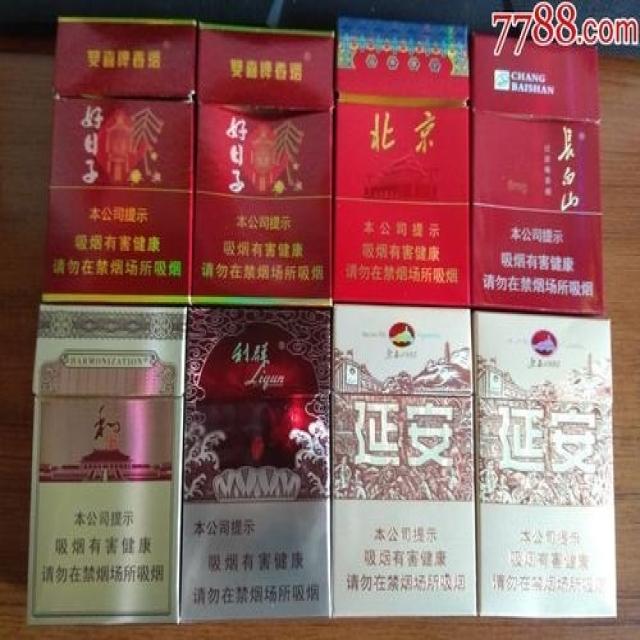 7788.com
雙喜牌香烟
好日子
本公司提示
吸烟有害健康
请勿在禁烟场所吸烟
雙喜牌香烟
好日子
本公司提示
吸烟有害健康
请勿在禁烟场所吸烟
北京
本公司提示
吸烟有害健康
请勿在禁烟场所吸烟
CHANG
BAISHAN
长白山
8mg
本公司提示
吸烟有害健康
请勿在禁烟场所吸烟
HARMONIZATION
和
本公司提示
吸烟有害健康
请勿在禁烟场所吸烟
利群
Liqun
本公司提示
吸烟有害健康
请勿在禁烟场所吸烟
延安
本公司提示
吸烟有害健康
请勿在禁烟场所吸烟
延安
本公司提示
吸烟有害健康
请勿在禁烟场所吸烟